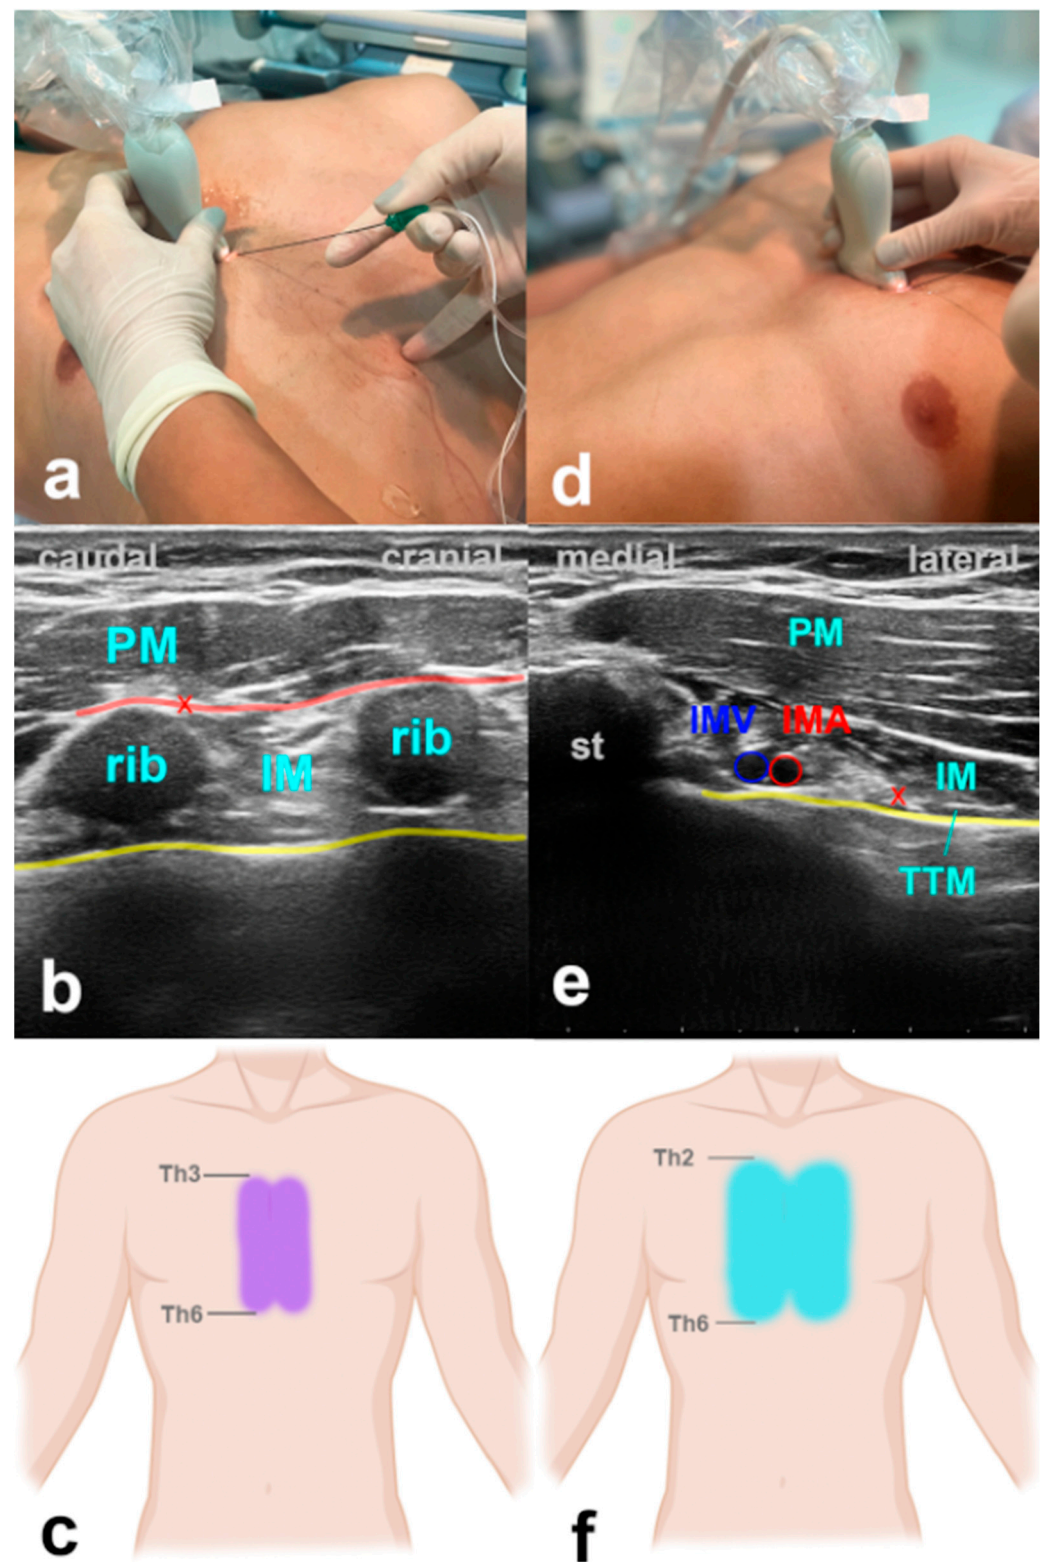 a
d
caudal cranial
PM
x
rib
IM
rib
b
medial lateral
PM
IMV IMA
st
IM
x
TTM
e
Th3
Th6
c
Th2
Th6
f